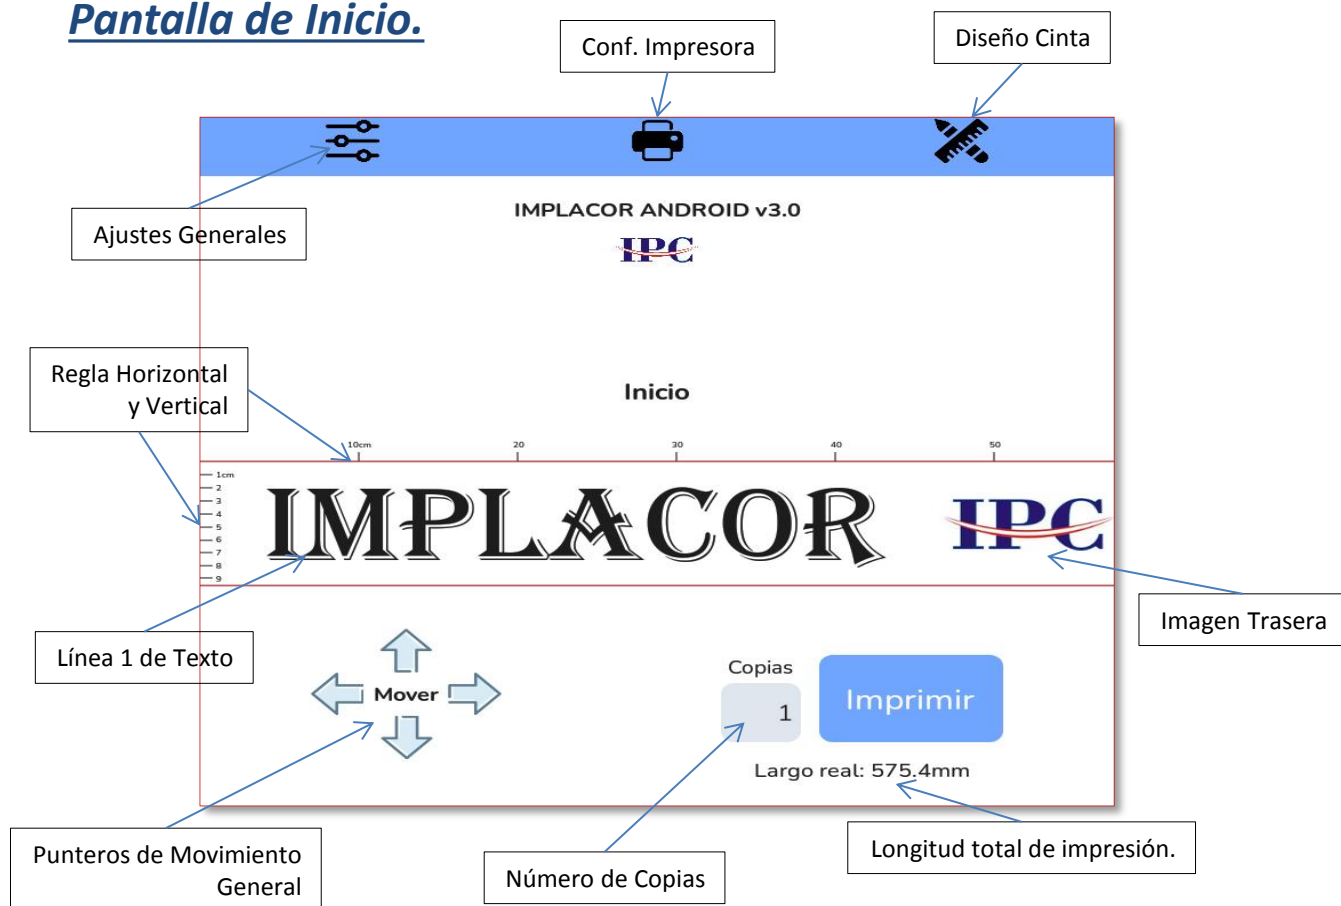 Pantalla de Inicio.
Conf. Impresora
Diseño Cinta
Ajustes Generales
IMPLACOR ANDROID v3.0
IPC
Regla Horizontal
y Vertical
Inicio
10cm 20 30 40 50
1cm
2
3
4
5
6
7
8
9
IMPLACOR IPC
Imagen Trasera
Línea 1 de Texto
Mover
Copias
1
Imprimir
Largo real: 575.4mm
Punteros de Movimiento
General
Número de Copias
Longitud total de impresión.